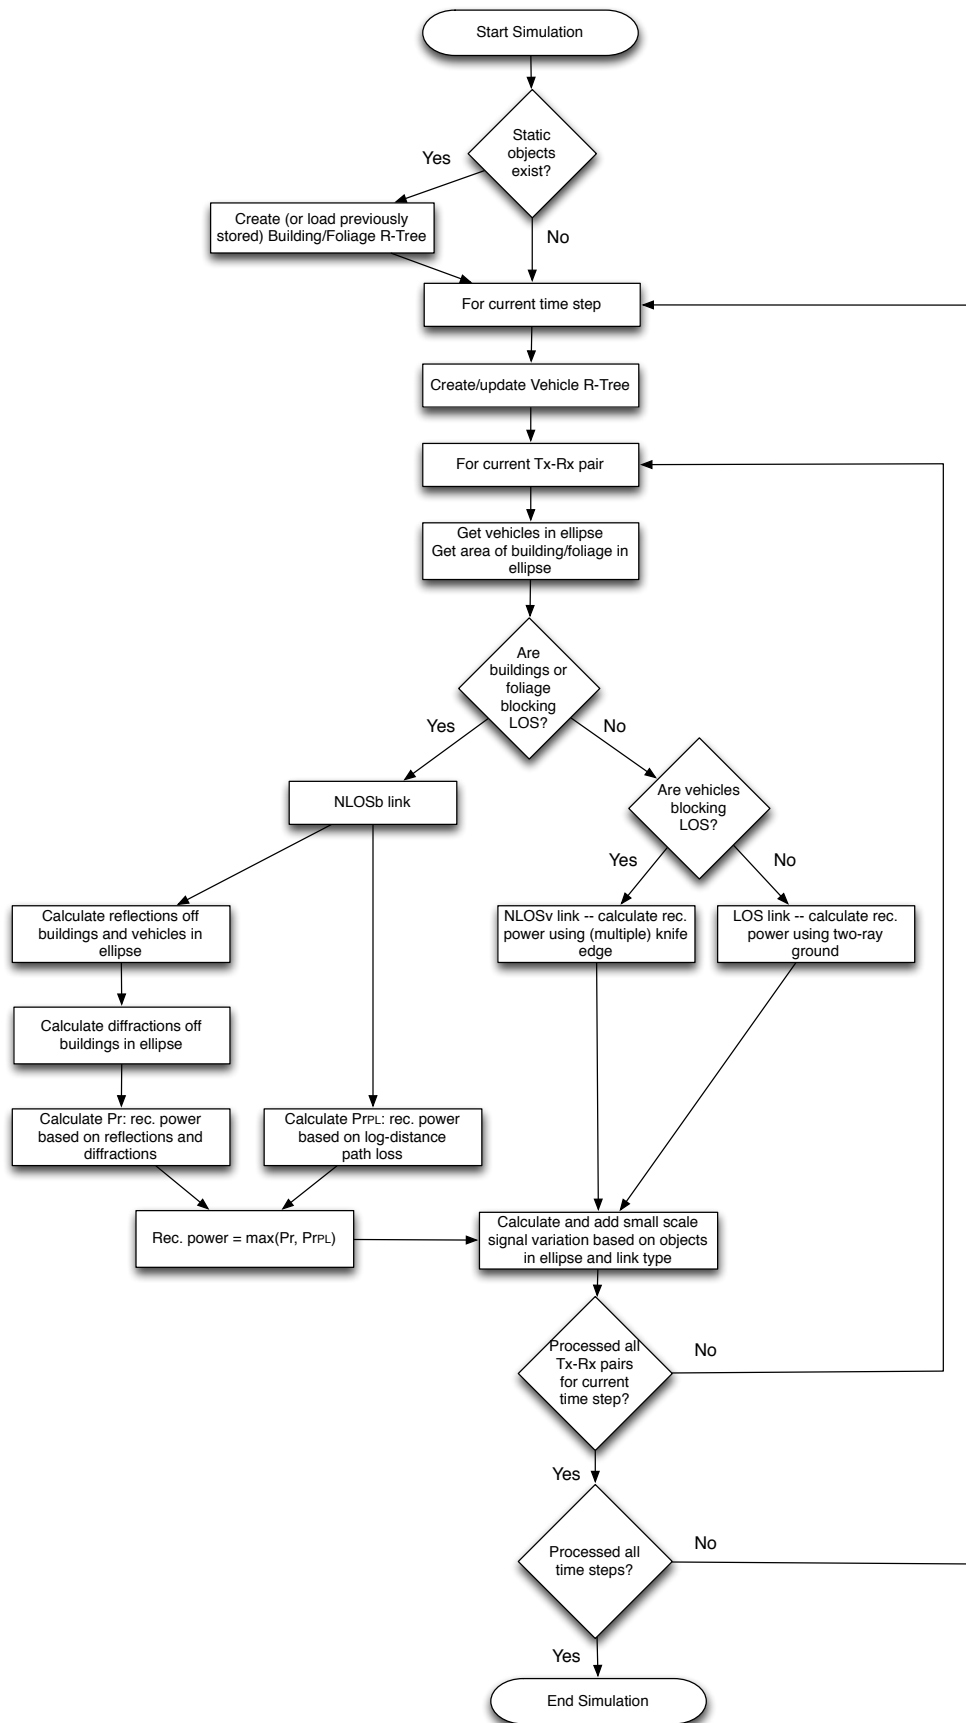 Start Simulation
Static
objects
exist?
Yes
Create (or load previously
stored) Building/Foliage R-Tree
No
For current time step
Create/update Vehicle R-Tree
For current Tx-Rx pair
Get vehicles in ellipse
Get area of building/foliage in
ellipse
Are
buildings or
foliage
blocking
LOS?
Yes
No
NLOSb link
Are vehicles
blocking
LOS?
Yes
No
Calculate reflections off
buildings and vehicles in
ellipse
NLOSv link -- calculate rec.
power using (multiple) knife
edge
LOS link -- calculate rec.
power using two-ray
ground
Calculate diffractions off
buildings in ellipse
Calculate Pr: rec. power
based on reflections and
diffractions
Calculate PrPL: rec. power
based on log-distance
path loss
Rec. power = max(Pr, PrPL)
Calculate and add small scale
signal variation based on objects
in ellipse and link type
Processed all
Tx-Rx pairs
for current
time step?
No
Yes
Processed all
time steps?
No
Yes
End Simulation